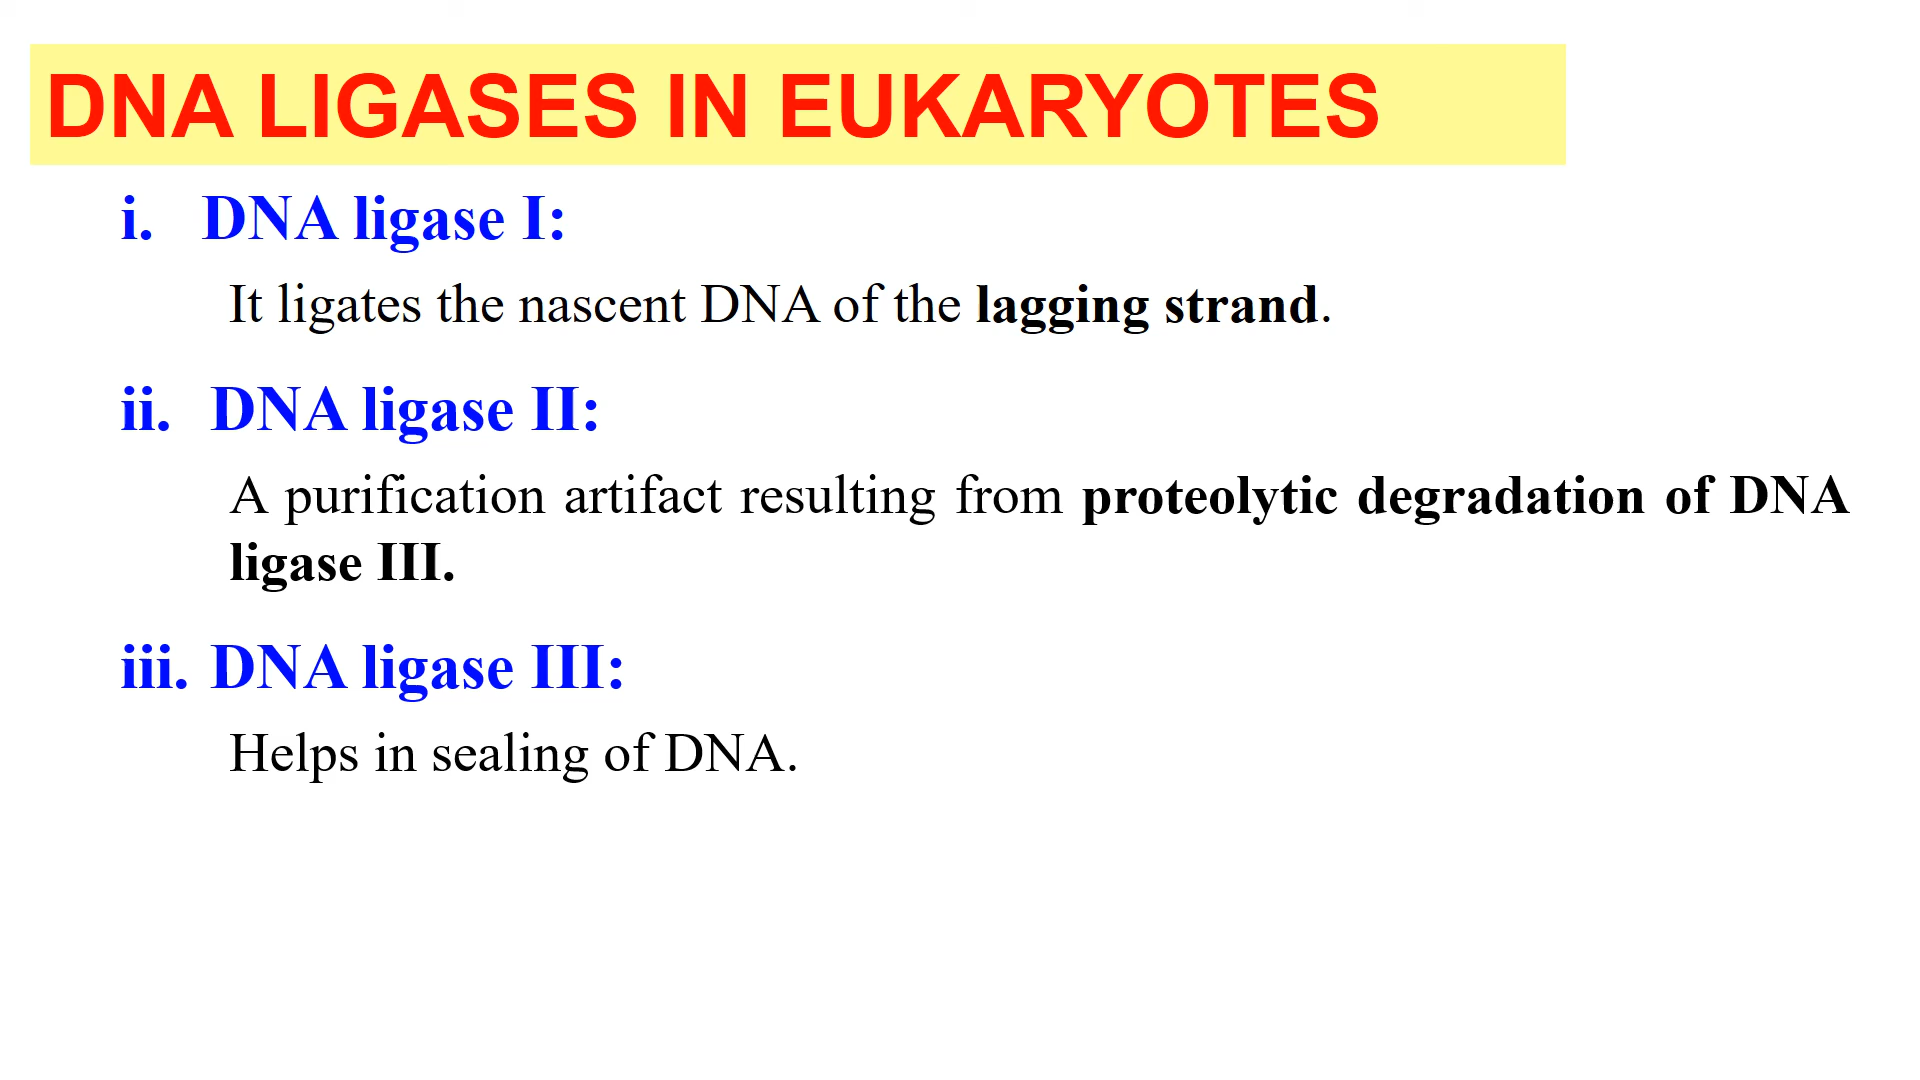 DNA LIGASES IN EUKARYOTES
i. DNA ligase I:
It ligates the nascent DNA of the lagging strand.
ii. DNA ligase II:
A purification artifact resulting from proteolytic degradation of DNA
ligase III.
iii. DNA ligase III:
Helps in sealing of DNA.